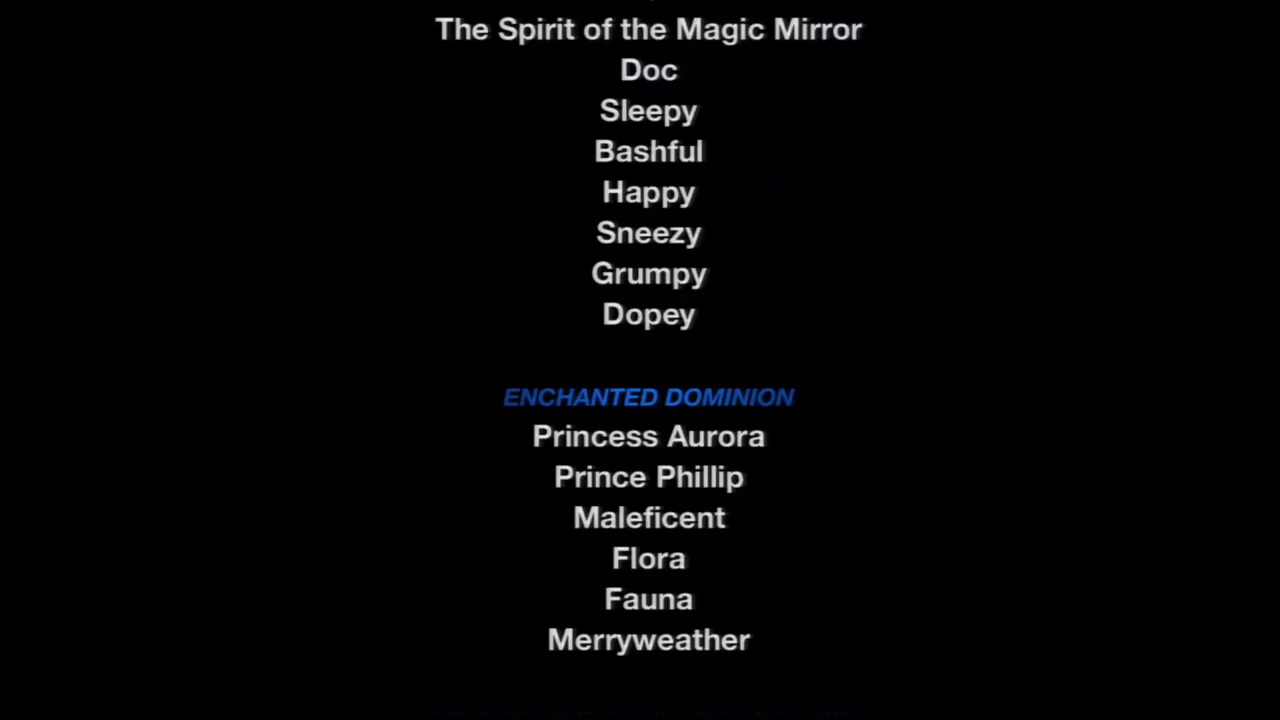 The Spirit of the Magic Mirror
Doc
Sleepy
Bashful
Happy
Sneezy
Grumpy
Dopey
ENCHANTED DOMINION
Princess Aurora
Prince Phillip
Maleficent
Flora
Fauna
Merryweather